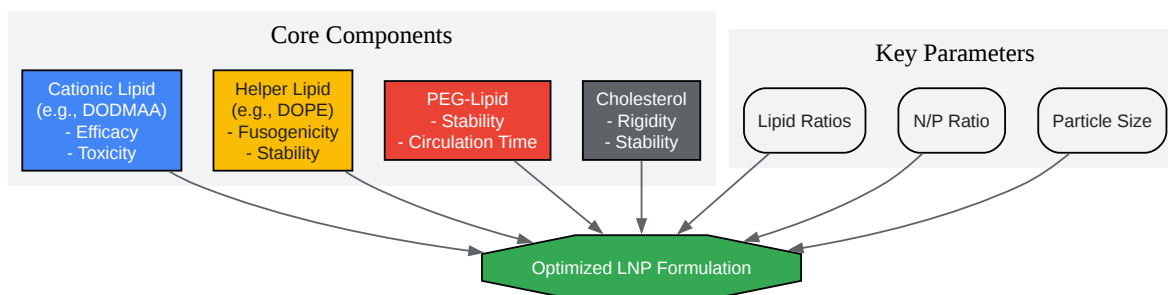 Core Components
Cationic Lipid
(e.g., DODMAA)
- Efficacy
- Toxicity
Helper Lipid
(e.g., DOPE)
- Fusogenicity
- Stability
PEG-Lipid
- Stability
- Circulation Time
Cholesterol
- Rigidity
- Stability
Key Parameters
Lipid Ratios
N/P Ratio
Particle Size
Optimized LNP Formulation